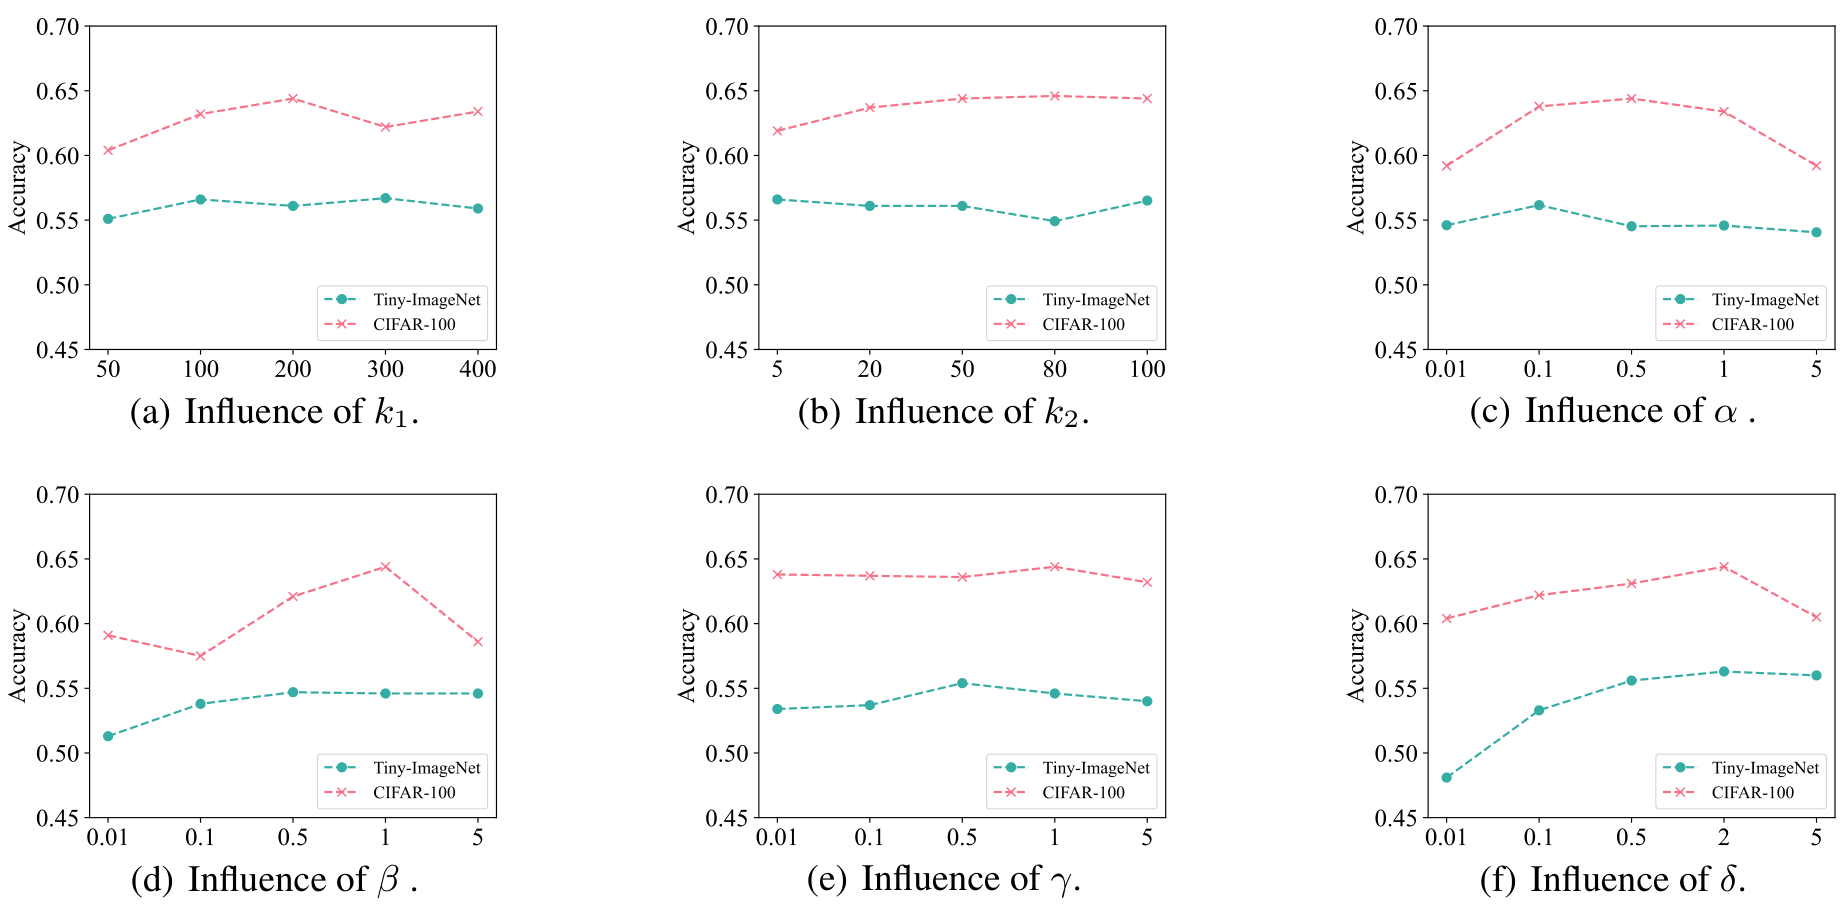 0.70
0.65
0.60
0.55
0.50
0.45
Accuracy
Tiny-ImageNet
CIFAR-100
50 100 200 300 400
(a) Influence of k₁.
0.70
0.65
0.60
0.55
0.50
0.45
Accuracy
Tiny-ImageNet
CIFAR-100
5 20 50 80 100
(b) Influence of k₂.
0.70
0.65
0.60
0.55
0.50
0.45
Accuracy
Tiny-ImageNet
CIFAR-100
0.01 0.1 0.5 1 5
(c) Influence of α .
0.70
0.65
0.60
0.55
0.50
0.45
Accuracy
Tiny-ImageNet
CIFAR-100
0.01 0.1 0.5 1 5
(d) Influence of β .
0.70
0.65
0.60
0.55
0.50
0.45
Accuracy
Tiny-ImageNet
CIFAR-100
0.01 0.1 0.5 1 5
(e) Influence of γ.
0.70
0.65
0.60
0.55
0.50
0.45
Accuracy
Tiny-ImageNet
CIFAR-100
0.01 0.1 0.5 2 5
(f) Influence of δ.